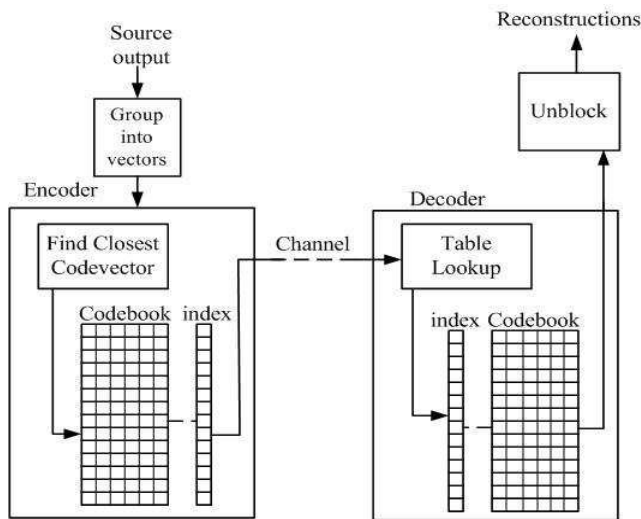 Source
output
Group
into
vectors
Encoder
Find Closest
Codevector
Codebook
index
Channel
Reconstructions
Unblock
Decoder
Table
Lookup
index
Codebook